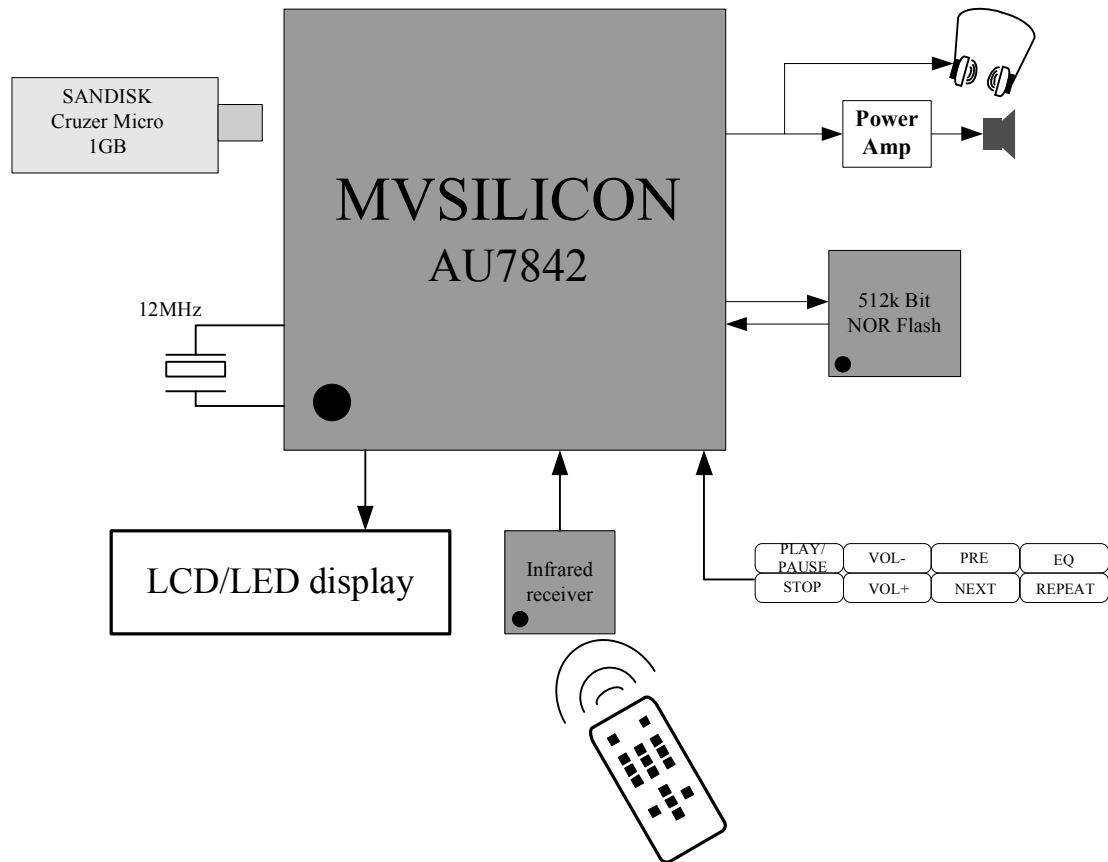 SANDISK
Cruzer Micro
1GB
MVSILICON
AU7842
Power
Amp
512k Bit
NOR Flash
12MHz
LCD/LED display
Infrared
receiver
PLAY/
PAUSE
VOL-
PRE
EQ
STOP
VOL+
NEXT
REPEAT